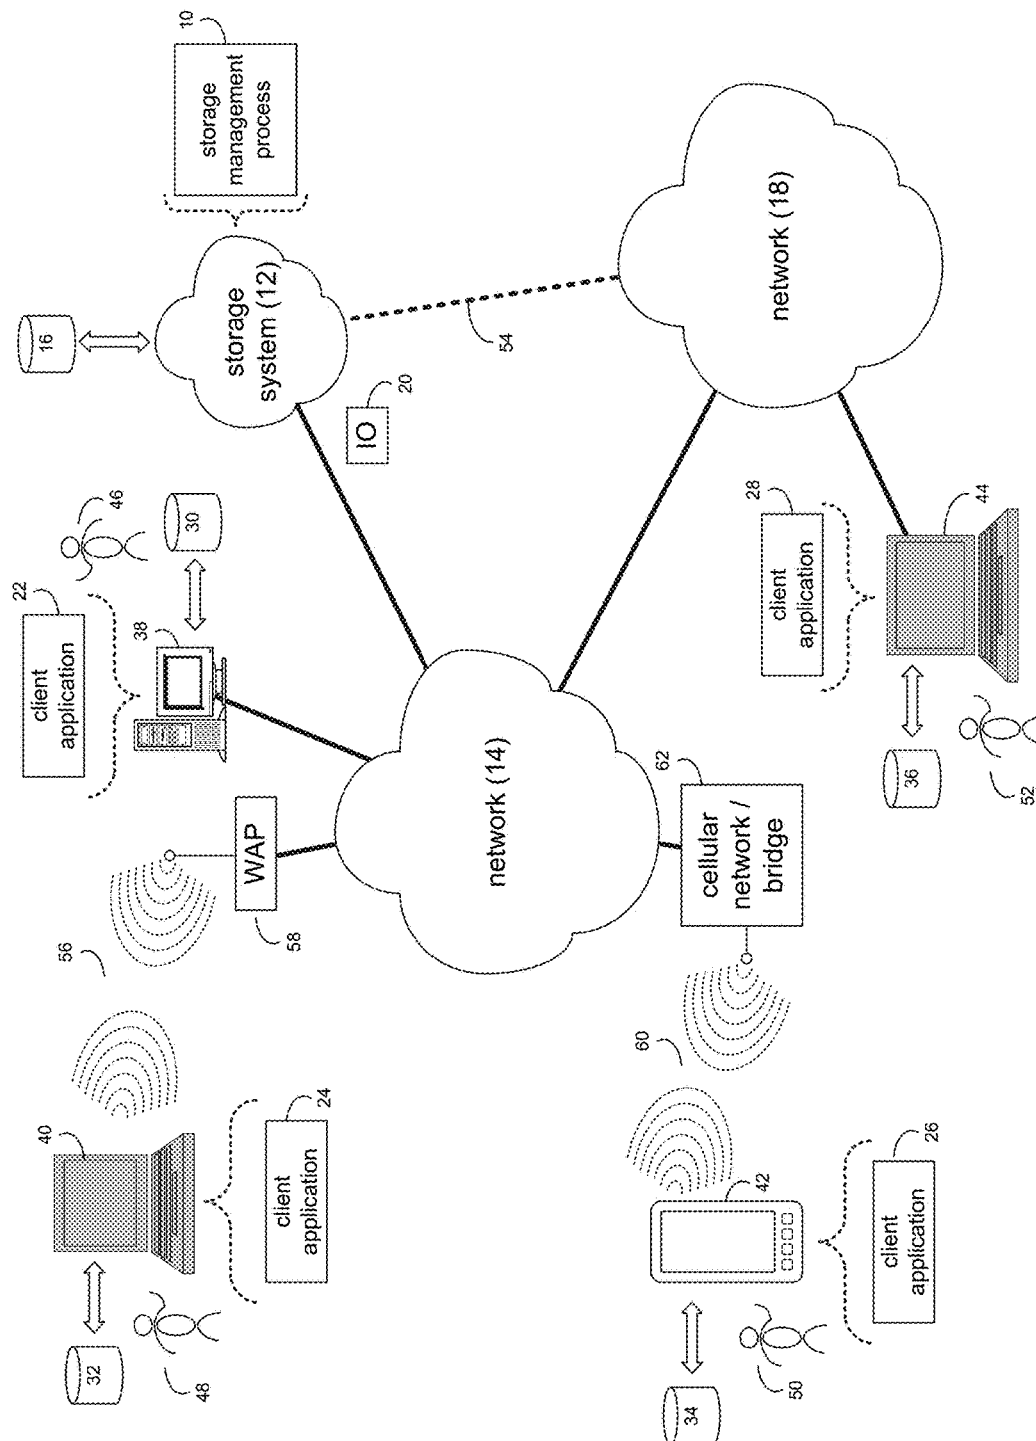 10
storage
management
process
16
storage
system (12)
54
network (18)
IO
20
46
30
22
client
application
38
28
client
application
44
36
52
network (14)
WAP
58
56
62
cellular
network /
bridge
60
40
24
client
application
32
48
42
26
client
application
34
50